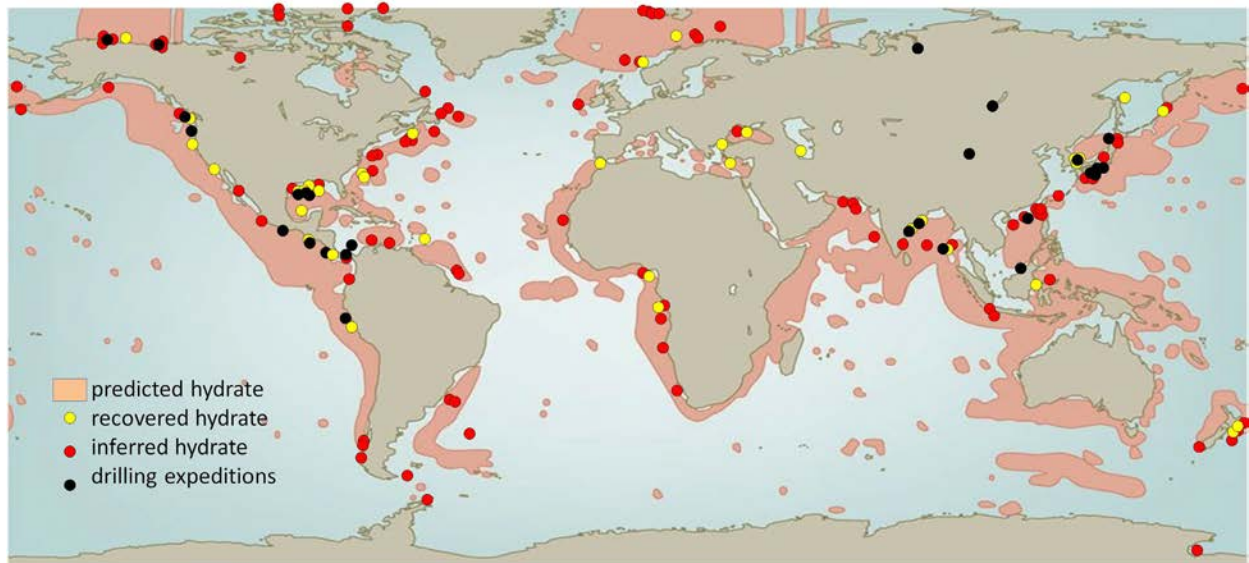 predicted hydrate
recovered hydrate
inferred hydrate
drilling expeditions